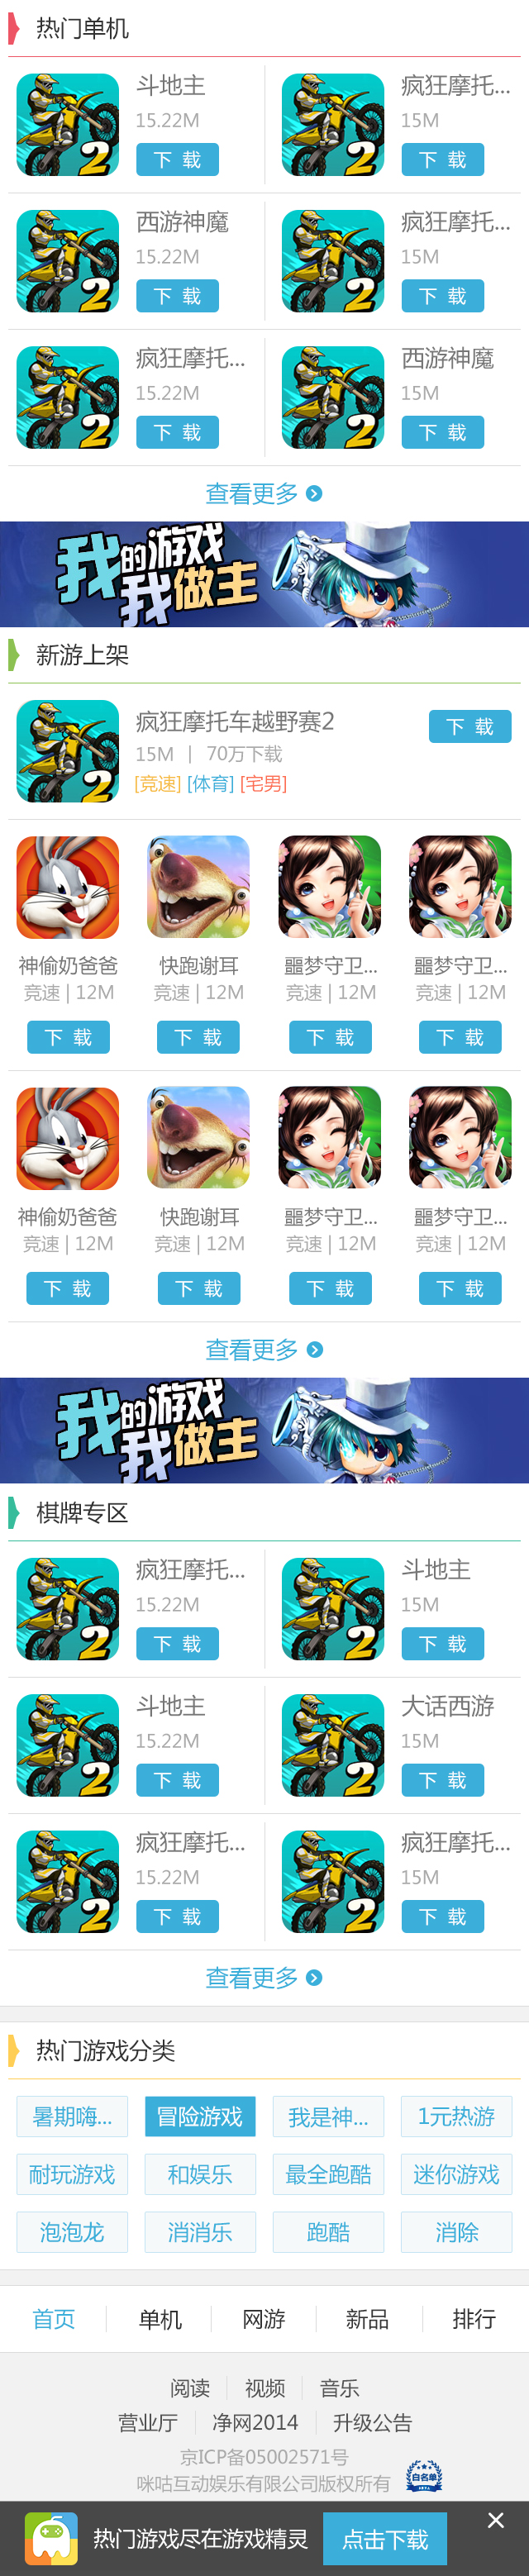 热门单机
斗地主 疯狂摩托...
15.22M 15M
下 载 下 载
西游神魔 疯狂摩托...
15.22M 15M
下 载 下 载
疯狂摩托... 西游神魔
15.22M 15M
下 载 下 载
查看更多
我的游戏
我做主
新游上架
疯狂摩托车越野赛2 下 载
15M | 70万下载
[竞速] [体育] [宅男]
神偷奶爸爸 快跑谢耳 噩梦守卫... 噩梦守卫...
竞速 | 12M 竞速 | 12M 竞速 | 12M 竞速 | 12M
下 载 下 载 下 载 下 载
神偷奶爸爸 快跑谢耳 噩梦守卫... 噩梦守卫...
竞速 | 12M 竞速 | 12M 竞速 | 12M 竞速 | 12M
下 载 下 载 下 载 下 载
查看更多
我的游戏
我做主
棋牌专区
疯狂摩托... 斗地主
15.22M 15M
下 载 下 载
斗地主 大话西游
15.22M 15M
下 载 下 载
疯狂摩托... 疯狂摩托...
15.22M 15M
下 载 下 载
查看更多
热门游戏分类
暑期嗨... 冒险游戏 我是神... 1元热游
耐玩游戏 和娱乐 最全跑酷 迷你游戏
泡泡龙 消消乐 跑酷 消除
首页 单机 网游 新品 排行
阅读 视频 音乐
营业厅 净网2014 升级公告
京ICP备05002571号
咪咕互动娱乐有限公司版权所有 白名单
热门游戏尽在游戏精灵 点击下载